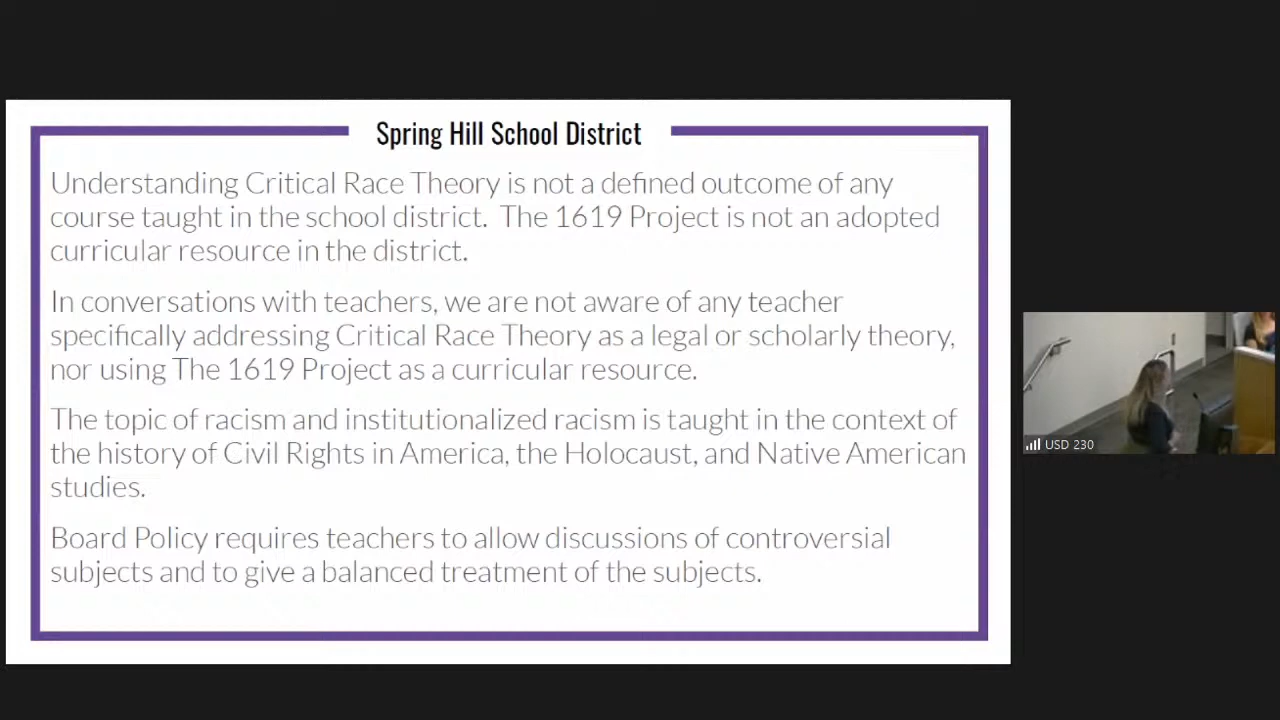 Spring Hill School District
Understanding Critical Race Theory is not a defined outcome of any
course taught in the school district.  The 1619 Project is not an adopted
curricular resource in the district.
In conversations with teachers, we are not aware of any teacher
specifically addressing Critical Race Theory as a legal or scholarly theory,
nor using The 1619 Project as a curricular resource.
The topic of racism and institutionalized racism is taught in the context of
the history of Civil Rights in America, the Holocaust, and Native American
studies.
Board Policy requires teachers to allow discussions of controversial
subjects and to give a balanced treatment of the subjects.
USD 230